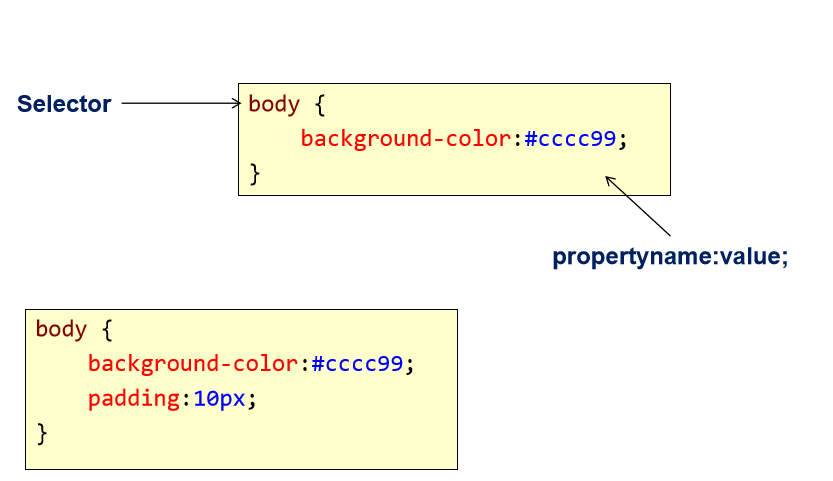 Selector
body {
    background-color:#cccc99;
}
propertyname:value;
body {
    background-color:#cccc99;
    padding:10px;
}